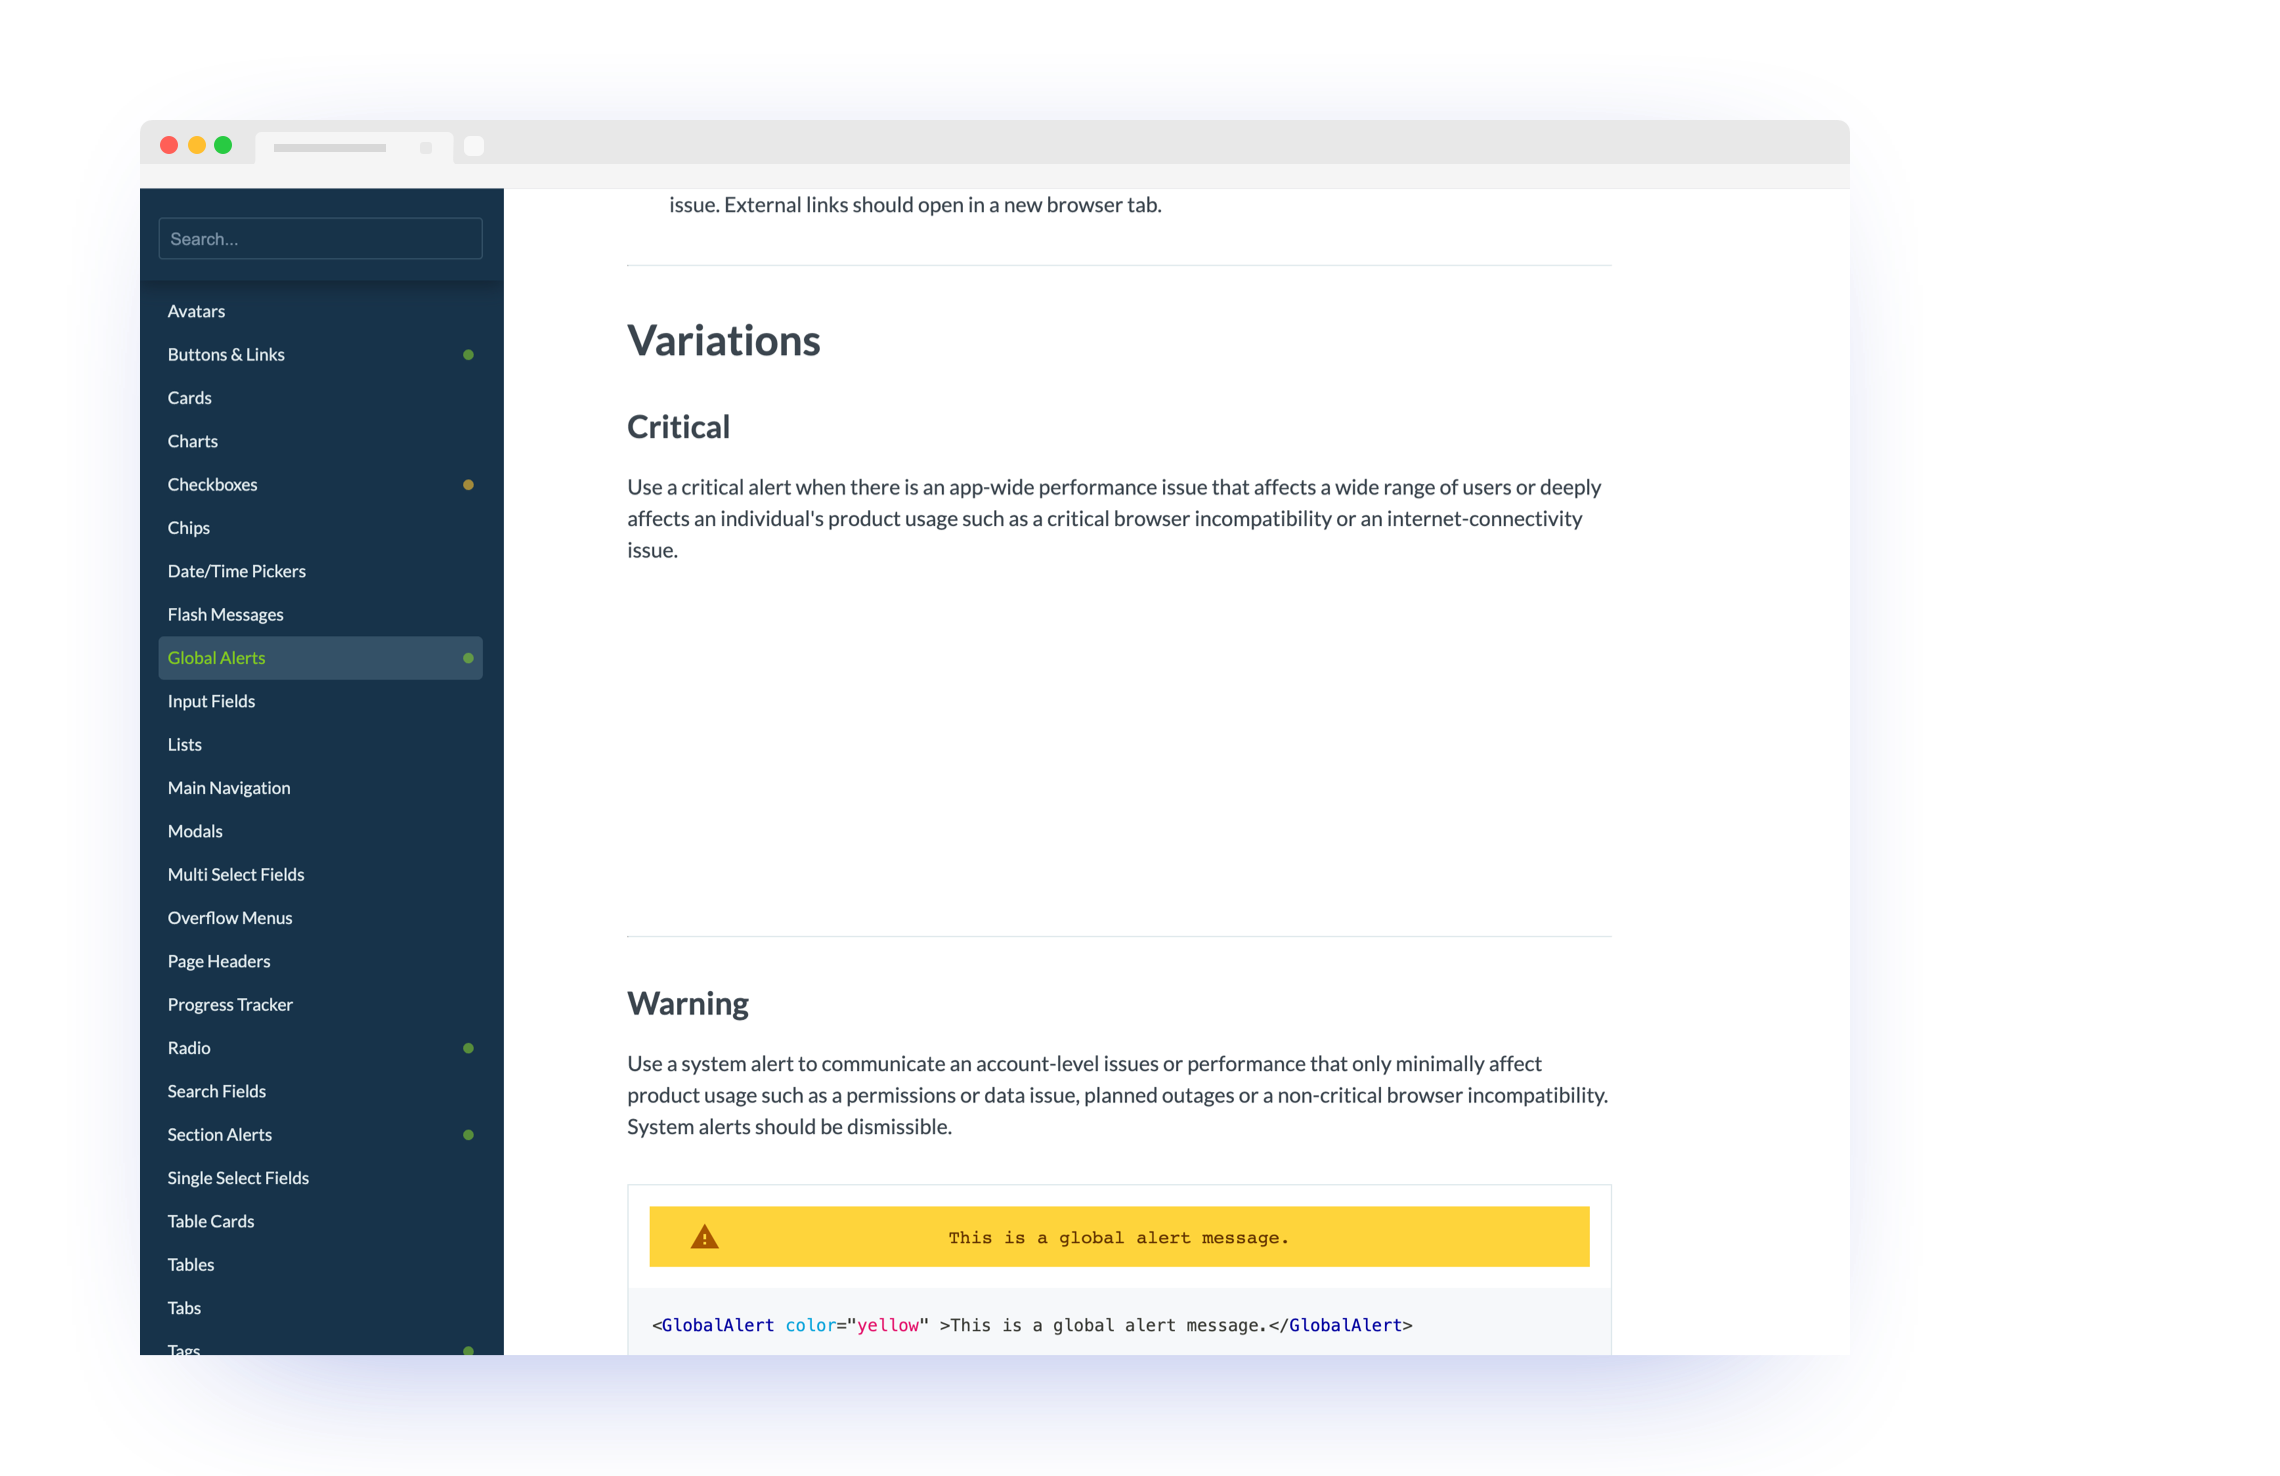 Search...
Avatars
Buttons & Links
Cards
Charts
Checkboxes
Chips
Date/Time Pickers
Flash Messages
Global Alerts
Input Fields
Lists
Main Navigation
Modals
Multi Select Fields
Overflow Menus
Page Headers
Progress Tracker
Radio
Search Fields
Section Alerts
Single Select Fields
Table Cards
Tables
Tabs
Tags
issue. External links should open in a new browser tab.
Variations
Critical
Use a critical alert when there is an app-wide performance issue that affects a wide range of users or deeply
affects an individual's product usage such as a critical browser incompatibility or an internet-connectivity
issue.
Warning
Use a system alert to communicate an account-level issues or performance that only minimally affect
product usage such as a permissions or data issue, planned outages or a non-critical browser incompatibility.
System alerts should be dismissible.
This is a global alert message.
<GlobalAlert color="yellow" >This is a global alert message.</GlobalAlert>